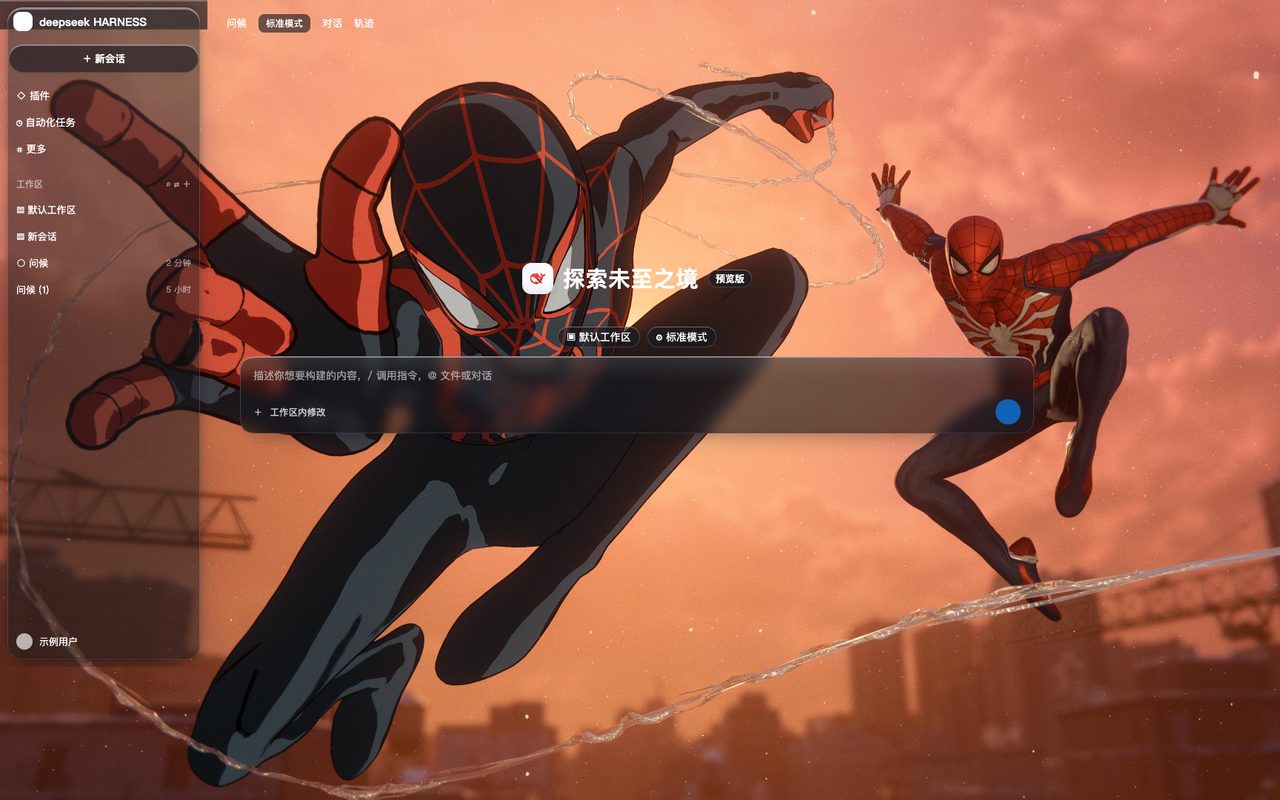 deepseek HARNESS
问候 标准模式 对话 轨迹
+ 新会话
插件
自动化任务
更多
工作区
默认工作区
新会话
问候 2 分钟
问候 (1) 5 小时
探索未至之境 预览版
默认工作区 标准模式
描述你想要构建的内容, / 调用指令, @ 文件或对话
+ 工作区内修改
示例用户